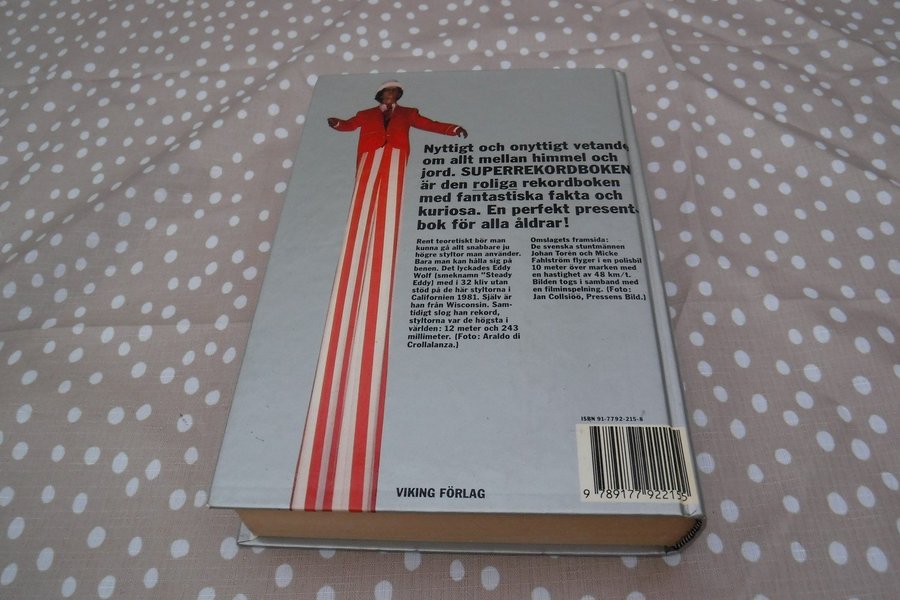 Nyttigt och onyttigt vetande
om allt mellan himmel och
jord. SUPERREKORDBOKEN
är den roliga rekordboken
med fantastiska fakta och
kuriosa. En perfekt present-
bok för alla åldrar!
Rent teoretiskt bör man
kunna gå allt snabbare ju
högre styltor man använder.
Bara man kan hålla sig på
benen. Det lyckades Eddy
Wolf (smeknamn "Steady
Eddy) med i 32 kliv utan
stöd på de här styltorna i
Californien 1981. Själv är
han från Wisconsin. Sam-
tidigt slog han rekord,
styltorna var de högsta i
världen: 12 meter och 243
millimeter. (Foto: Araldo di
Crollalanza.)
Omslagets framsida:
De svenska stuntmännen
Johan Torén och Micke
Fahlström flyger i en polisbil
10 meter över marken med
en hastighet av 48 km/t.
Bilden togs i samband med
en filminspelning. (Foto:
Jan Collsiöö, Pressens Bild.)
ISBN 91-7792-215-8
9 789177 922155
VIKING FÖRLAG